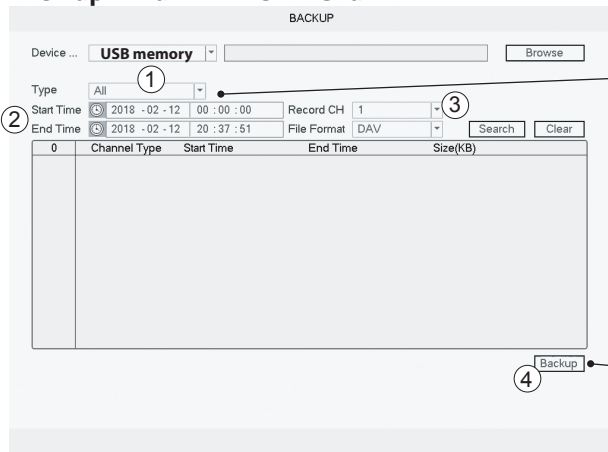 BACKUP
Device ... USB memory Browse
Type All 1
2 Start Time 2018 - 02 - 12 00 : 00 : 00 Record CH 1 3
End Time 2018 - 02 - 12 20 : 37 : 51 File Format DAV Search Clear
0 Channel Type Start Time End Time Size(KB)
Backup
4